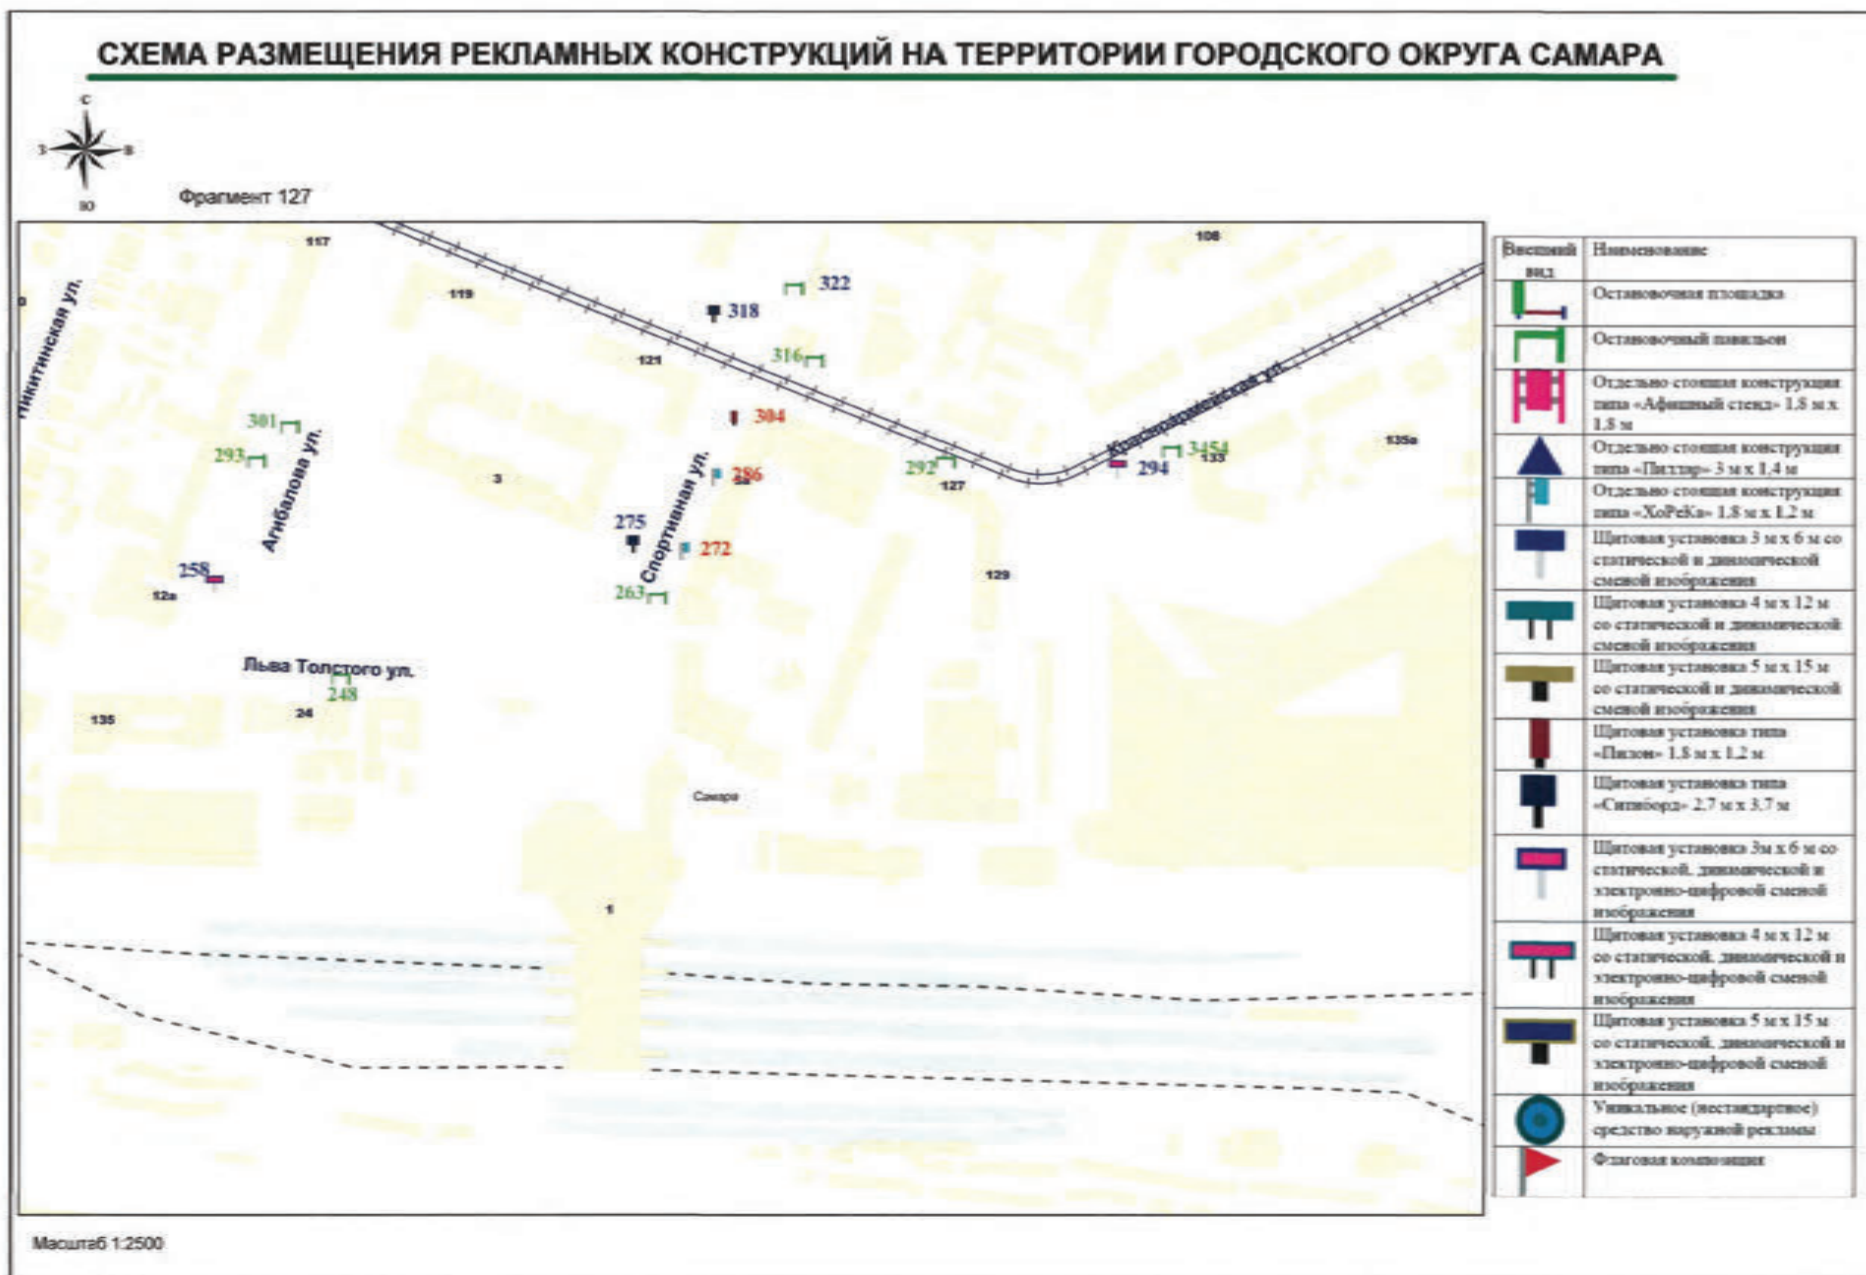 СХЕМА РАЗМЕЩЕНИЯ РЕКЛАМНЫХ КОНСТРУКЦИЙ НА ТЕРРИТОРИИ ГОРОДСКОГО ОКРУГА САМАРА
С
З
В
Ю
Фрагмент 127
117
108
119
322
318
121
316
Никитинская ул.
304
301
293
Агибалова ул.
3
Спортивная ул.
286
292
127
Красноармейская ул.
294
3454
133
135а
275
272
263
129
258
12а
Льва Толстого ул.
248
24
135
Самара
1
Внешний вид
Наименование
Остановочная площадка
Остановочный павильон
Отдельно стоящая конструкция
типа «Афишный стенд» 1,8 м х
1,8 м
Отдельно стоящая конструкция
типа «Пиллар» 3 м х 1,4 м
Отдельно стоящая конструкция
типа «ХоРеКа» 1,8 м х 1,2 м
Щитовая установка 3 м х 6 м со
статической и динамической
сменой изображения
Щитовая установка 4 м х 12 м
со статической и динамической
сменой изображения
Щитовая установка 5 м х 15 м
со статической и динамической
сменой изображения
Щитовая установка типа
«Пилон» 1,8 м х 1,2 м
Щитовая установка типа
«Ситиборд» 2,7 м х 3,7 м
Щитовая установка 3м х 6 м со
статической, динамической и
электронно-цифровой сменой
изображения
Щитовая установка 4 м х 12 м
со статической, динамической и
электронно-цифровой сменой
изображения
Щитовая установка 5 м х 15 м
со статической, динамической и
электронно-цифровой сменой
изображения
Уникальное (нестандартное)
средство наружной рекламы
Флаговая композиция
Масштаб 1:2500